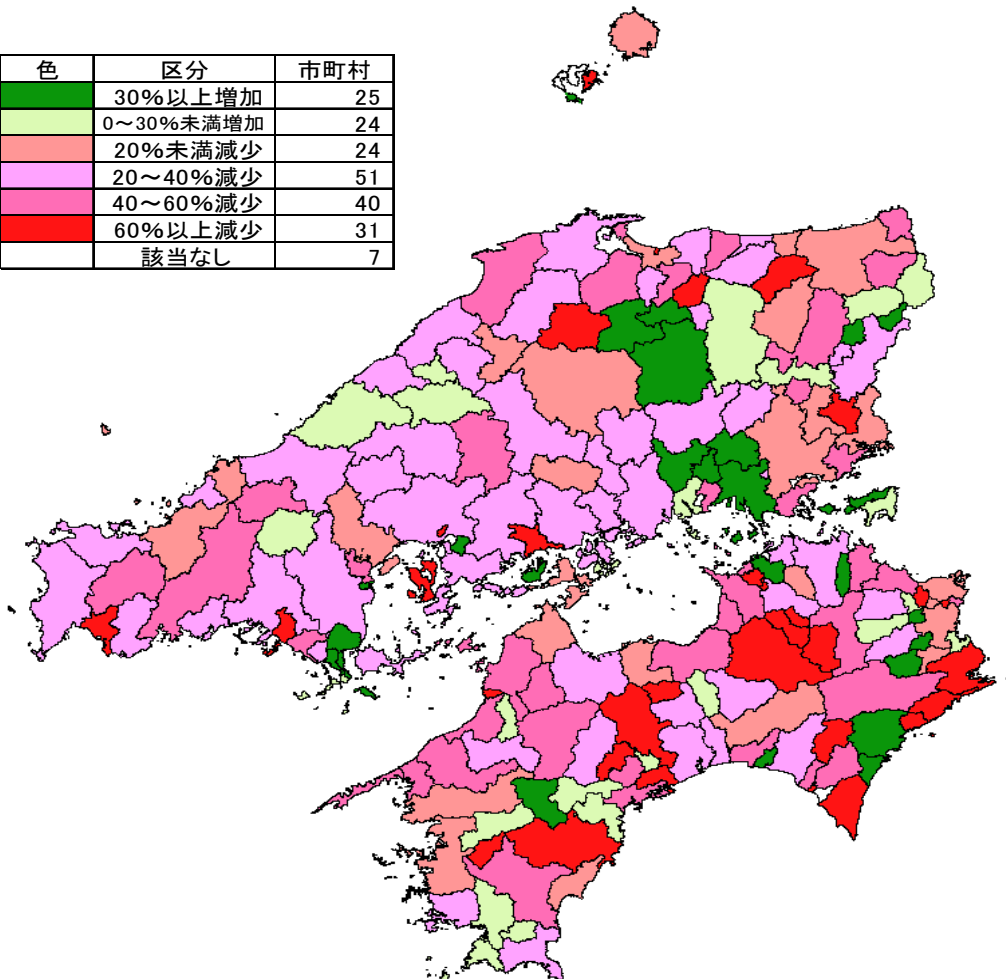 色 区分 市町村
30%以上増加 25
0～30%未満増加 24
20%未満減少 24
20～40%減少 51
40～60%減少 40
60%以上減少 31
該当なし 7